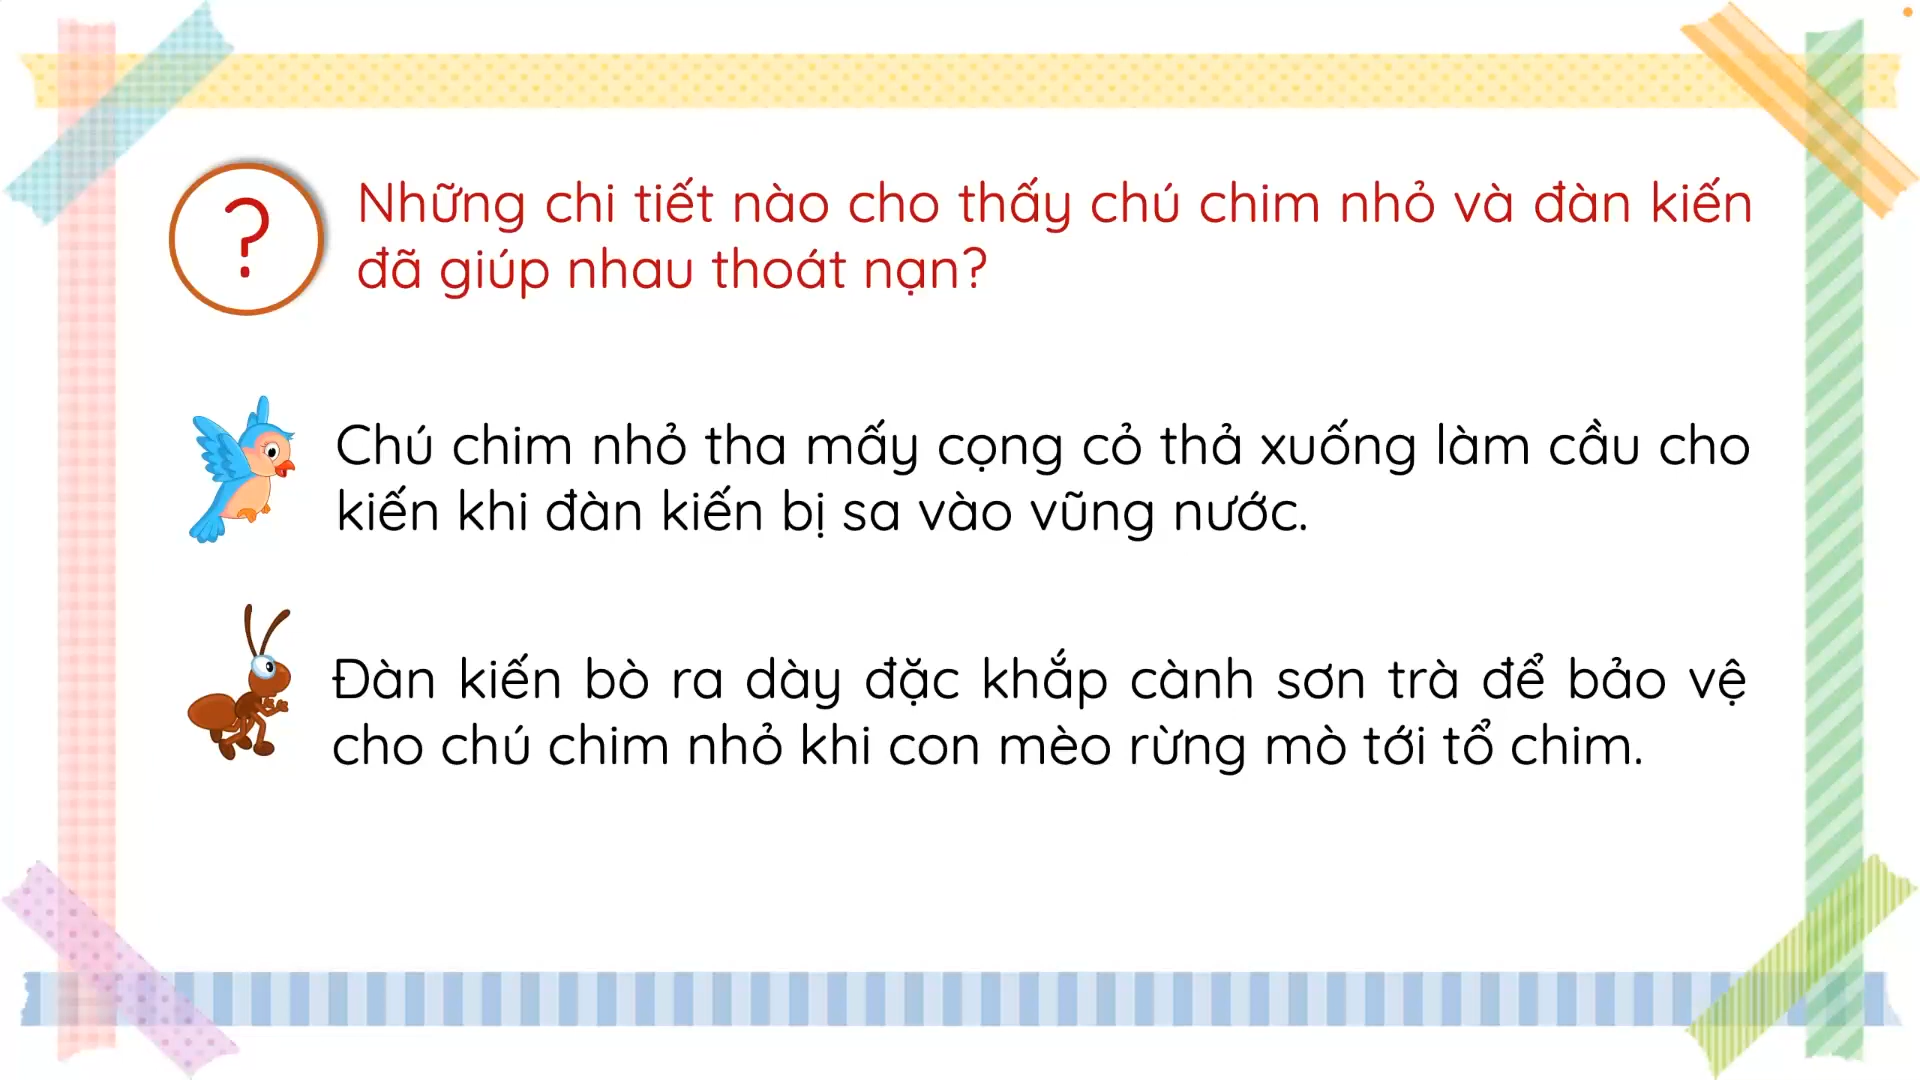 ?
Những chi tiết nào cho thấy chú chim nhỏ và đàn kiến
đã giúp nhau thoát nạn?
Chú chim nhỏ tha mấy cọng cỏ thả xuống làm cầu cho
kiến khi đàn kiến bị sa vào vũng nước.
Đàn kiến bò ra dày đặc khắp cành sơn trà để bảo vệ
cho chú chim nhỏ khi con mèo rừng mò tới tổ chim.